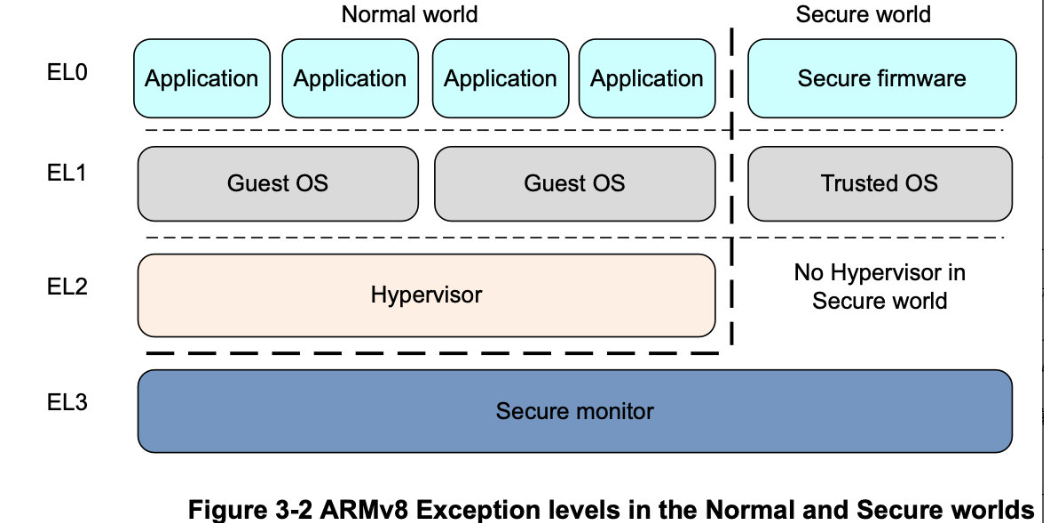 Normal world
Secure world
EL0
Application
Application
Application
Application
Secure firmware
EL1
Guest OS
Guest OS
Trusted OS
EL2
Hypervisor
No Hypervisor in
Secure world
EL3
Secure monitor
Figure 3-2 ARMv8 Exception levels in the Normal and Secure worlds